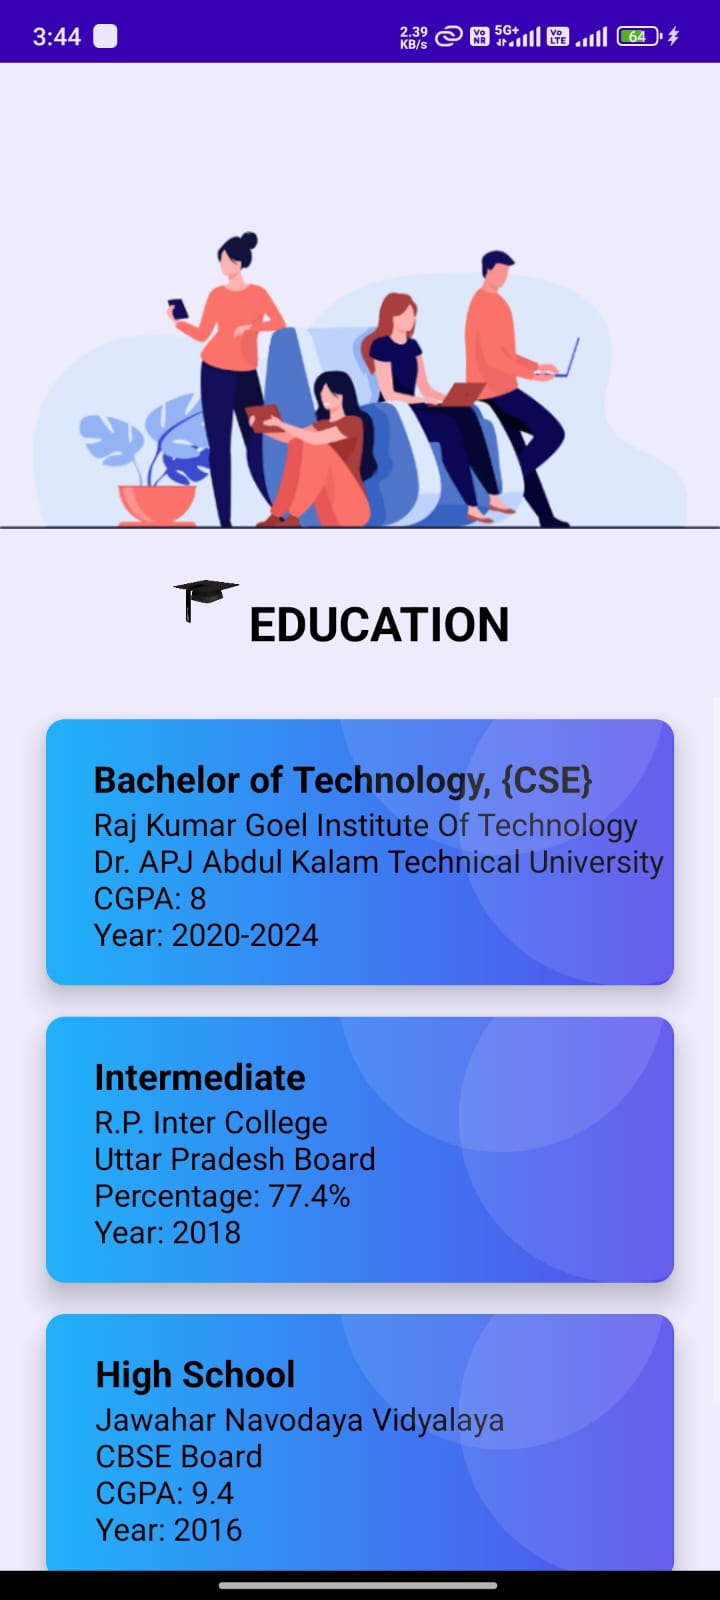 3:44
2.39
KB/s
Vo
NR
5G+
Vo
LTE
64
EDUCATION
Bachelor of Technology, {CSE}
Raj Kumar Goel Institute Of Technology
Dr. APJ Abdul Kalam Technical University
CGPA: 8
Year: 2020-2024
Intermediate
R.P. Inter College
Uttar Pradesh Board
Percentage: 77.4%
Year: 2018
High School
Jawahar Navodaya Vidyalaya
CBSE Board
CGPA: 9.4
Year: 2016